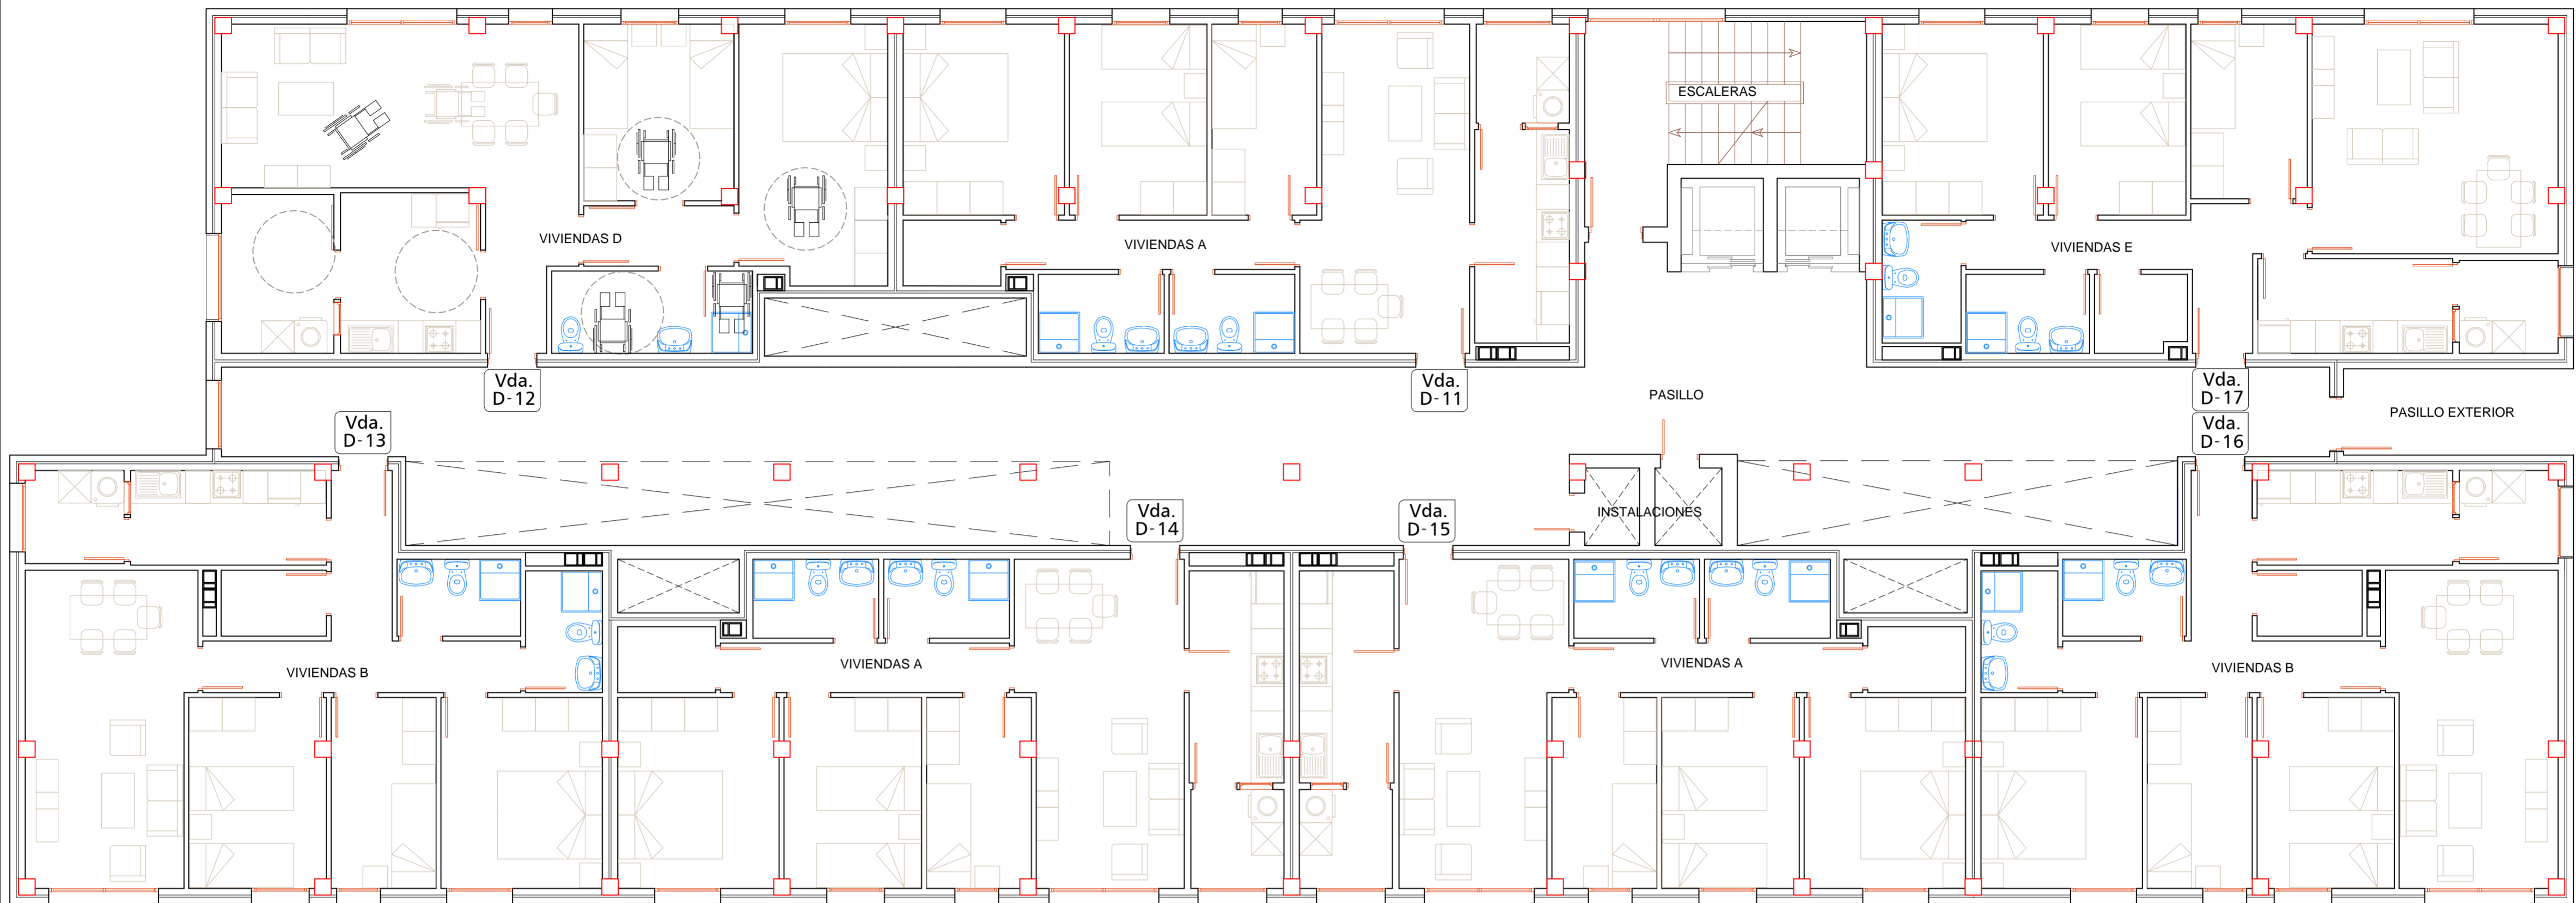 ESCALERAS
VIVIENDAS D
VIVIENDAS A
VIVIENDAS E
Vda.
D-12
Vda.
D-11
Vda.
D-17
PASILLO
Vda.
D-13
Vda.
D-16
PASILLO EXTERIOR
Vda.
D-14
Vda.
D-15
INSTALACIONES
VIVIENDAS B
VIVIENDAS A
VIVIENDAS A
VIVIENDAS B